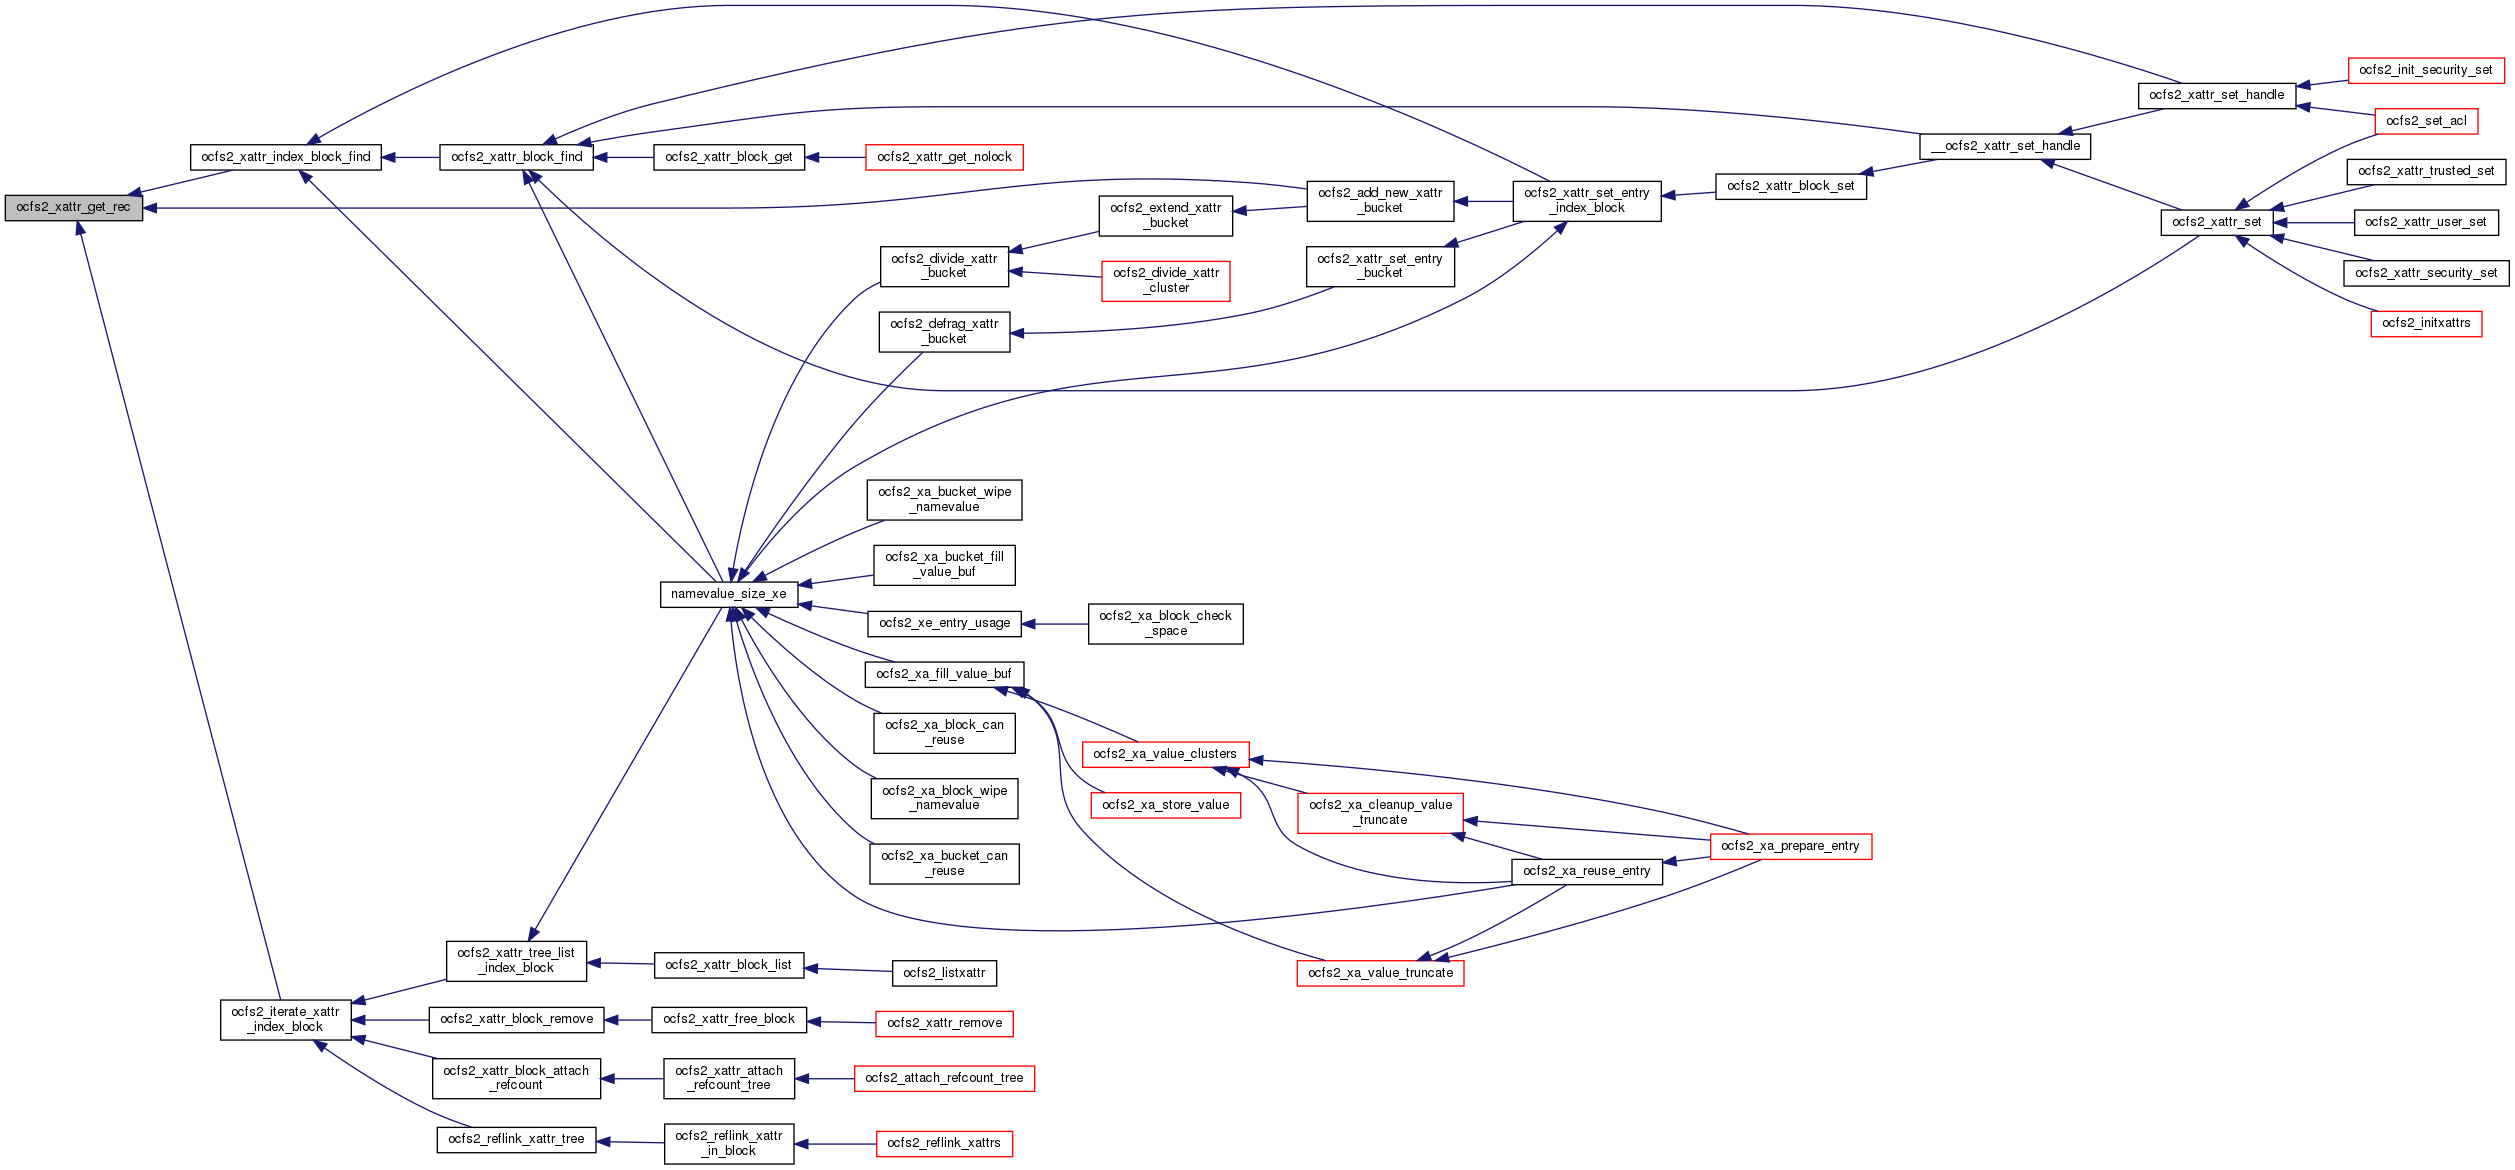 ocfs2_xattr_get_rec
ocfs2_xattr_index_block_find
ocfs2_xattr_block_find
ocfs2_xattr_block_get
ocfs2_xattr_get_nolock
ocfs2_add_new_xattr
_bucket
ocfs2_extend_xattr
_bucket
ocfs2_divide_xattr
_bucket
ocfs2_divide_xattr
_cluster
ocfs2_defrag_xattr
_bucket
ocfs2_xattr_set_entry
_bucket
ocfs2_xattr_set_entry
_index_block
ocfs2_xattr_block_set
__ocfs2_xattr_set_handle
ocfs2_xattr_set_handle
ocfs2_init_security_set
ocfs2_set_acl
ocfs2_xattr_set
ocfs2_xattr_trusted_set
ocfs2_xattr_user_set
ocfs2_xattr_security_set
ocfs2_initxattrs
namevalue_size_xe
ocfs2_xa_bucket_wipe
_namevalue
ocfs2_xa_bucket_fill
_value_buf
ocfs2_xe_entry_usage
ocfs2_xa_block_check
_space
ocfs2_xa_fill_value_buf
ocfs2_xa_block_can
_reuse
ocfs2_xa_block_wipe
_namevalue
ocfs2_xa_bucket_can
_reuse
ocfs2_xa_value_clusters
ocfs2_xa_store_value
ocfs2_xa_cleanup_value
_truncate
ocfs2_xa_prepare_entry
ocfs2_xa_reuse_entry
ocfs2_xa_value_truncate
ocfs2_iterate_xattr
_index_block
ocfs2_xattr_tree_list
_index_block
ocfs2_xattr_block_list
ocfs2_listxattr
ocfs2_xattr_block_remove
ocfs2_xattr_free_block
ocfs2_xattr_remove
ocfs2_xattr_block_attach
_refcount
ocfs2_xattr_attach
_refcount_tree
ocfs2_attach_refcount_tree
ocfs2_reflink_xattr_tree
ocfs2_reflink_xattr
_in_block
ocfs2_reflink_xattrs